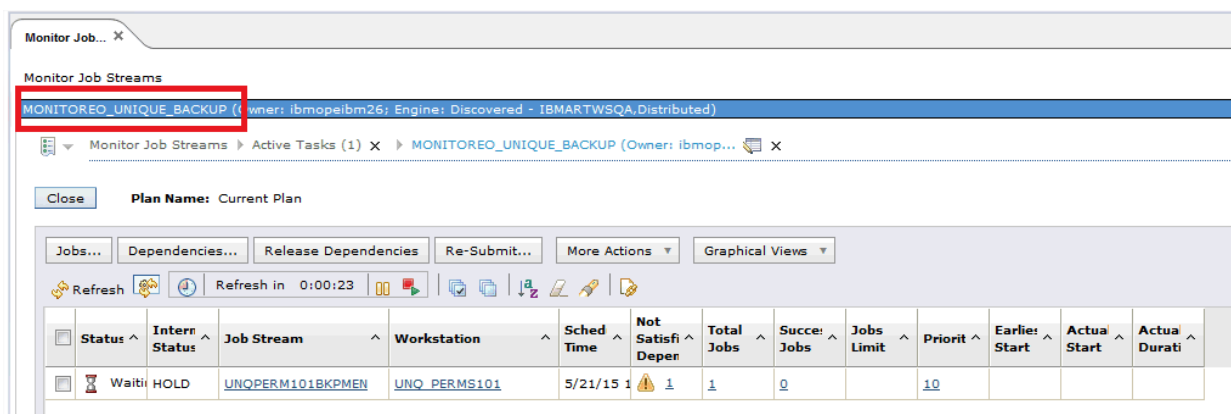 Monitor Job... X
Monitor Job Streams
MONITOREO_UNIQUE_BACKUP (Owner: ibmopeibm26; Engine: Discovered - IBMARTWSQA,Distributed)
Monitor Job Streams Active Tasks (1) X MONITOREO_UNIQUE_BACKUP (Owner: ibmop... X
Close Plan Name: Current Plan
Jobs... Dependencies... Release Dependencies Re-Submit... More Actions Graphical Views
Refresh Refresh in 0:00:23
Status Intern Status Job Stream Workstation Sched Time Not Satisfi Depen Total Jobs Succe: Jobs Jobs Limit Priorit Earlie: Start Actua Start Actua Durati
Waiti HOLD UNQPERM101BKPMEN UNQ_PERMS101 5/21/15 1 1 1 0 10